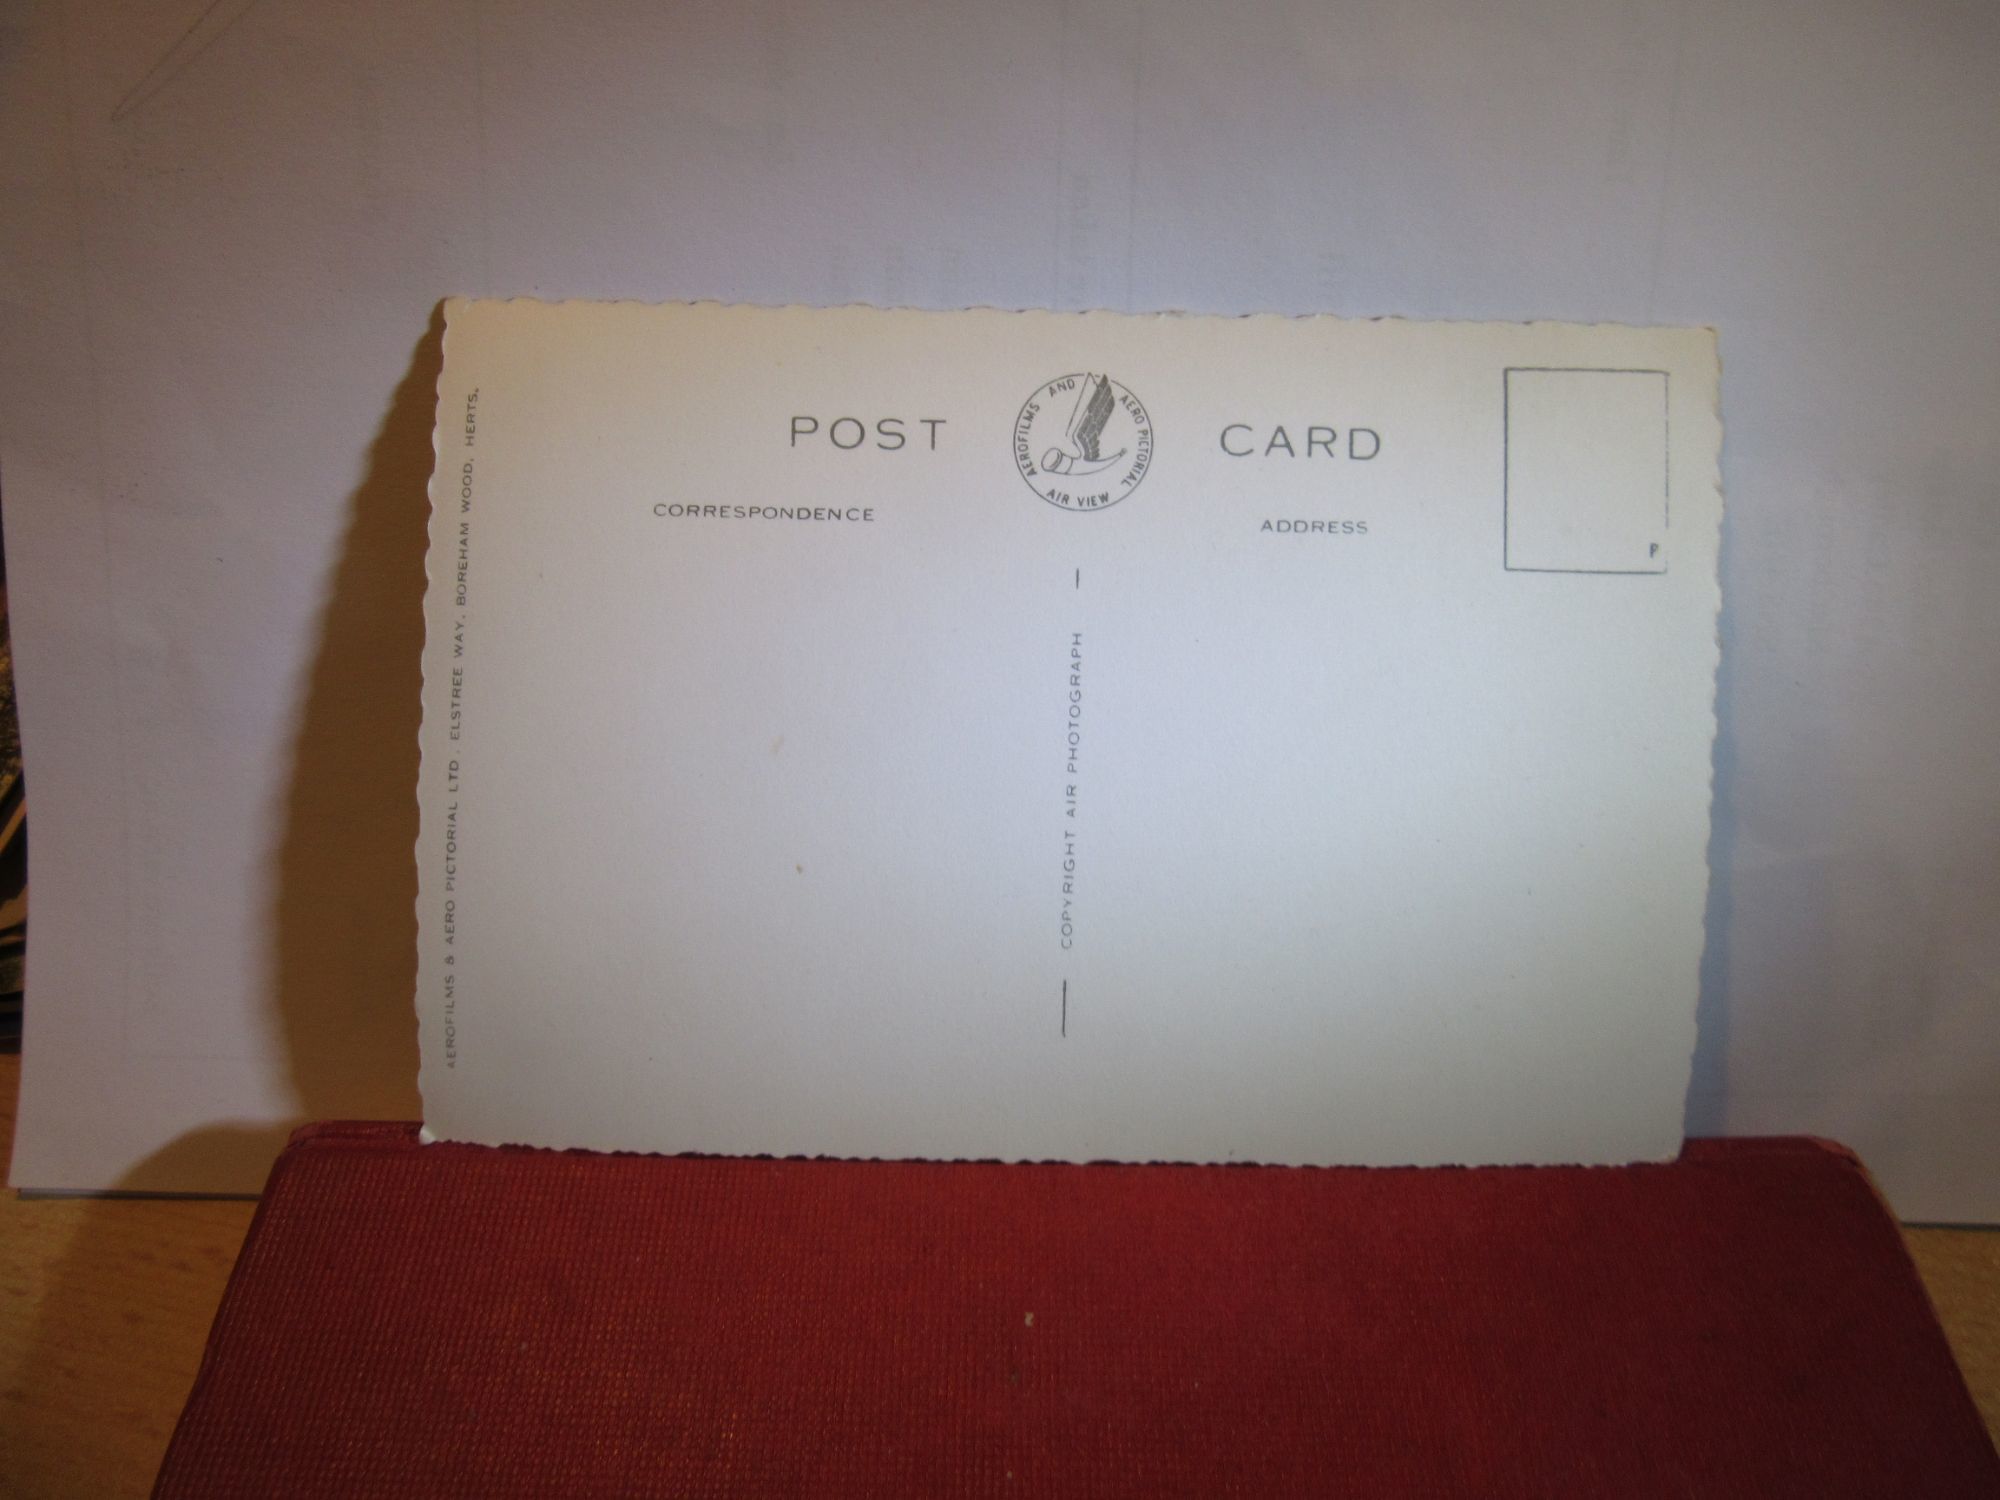 POST CARD
AEROFILMS AND AERO PICTORIAL
AIR VIEW
CORRESPONDENCE
ADDRESS
P
COPYRIGHT AIR PHOTOGRAPH
AEROFILMS & AERO PICTORIAL LTD. ELSTREE WAY, BOREHAM WOOD, HERTS.